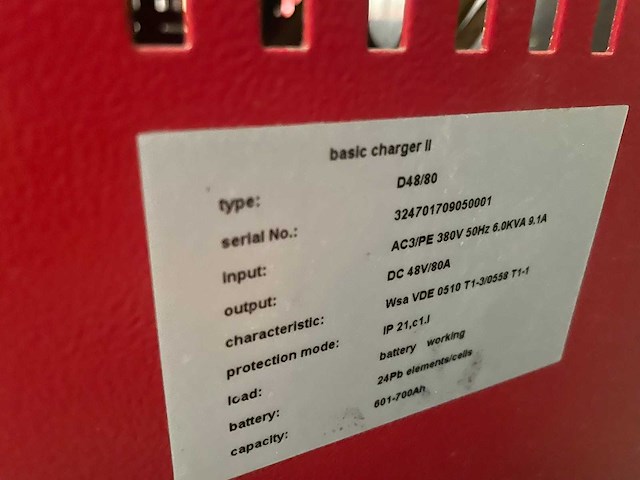 basic charger II
type: D48/80
serial No.: 324701709050001
input: AC3/PE 380V 50Hz 6.0KVA 9.1A
output: DC 48V/80A
characteristic: Wsa VDE 0510 T1-3/0558 T1-1
protection mode: IP 21,c1.I
load: battery working
battery: 24Pb elements/cells
capacity: 601-700Ah